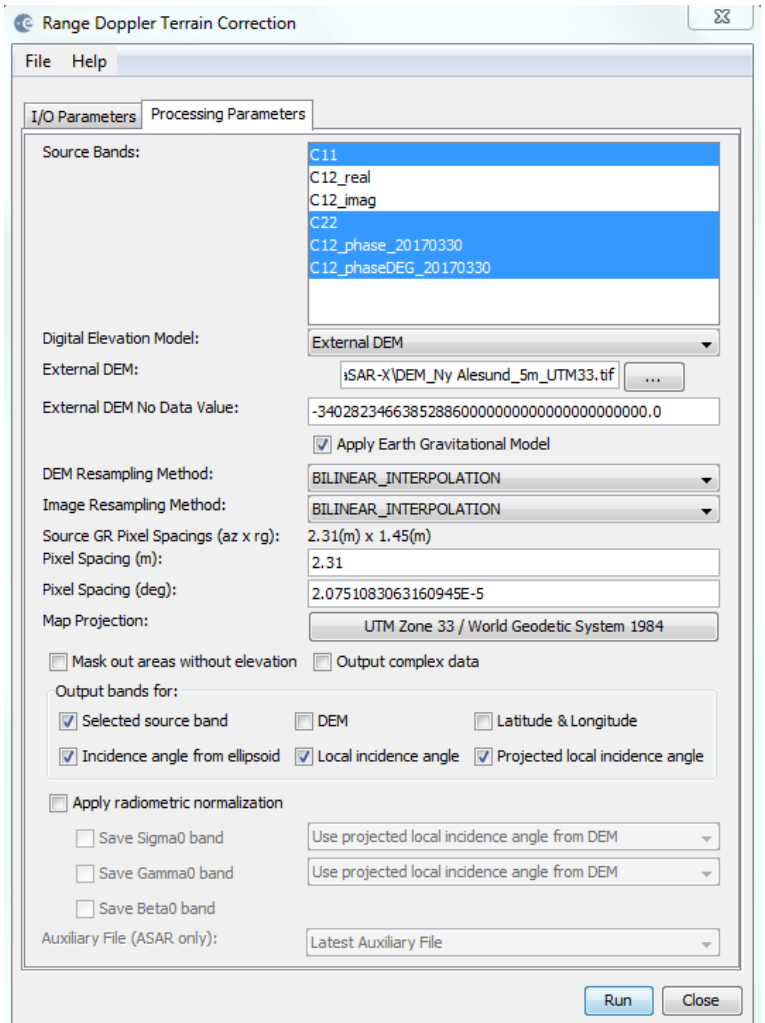 Range Doppler Terrain Correction
File Help
I/O Parameters Processing Parameters
Source Bands: C11
C12_real
C12_imag
C22
C12_phase_20170330
C12_phaseDEG_20170330
Digital Elevation Model: External DEM
External DEM: aSAR-X\DEM_Ny Alesund_5m_UTM33.tif ...
External DEM No Data Value: -340282346638528860000000000000000000000.0
Apply Earth Gravitational Model
DEM Resampling Method: BILINEAR_INTERPOLATION
Image Resampling Method: BILINEAR_INTERPOLATION
Source GR Pixel Spacings (az x rg): 2.31(m) x 1.45(m)
Pixel Spacing (m): 2.31
Pixel Spacing (deg): 2.0751083063160945E-5
Map Projection: UTM Zone 33 / World Geodetic System 1984
Mask out areas without elevation Output complex data
Output bands for:
Selected source band DEM Latitude & Longitude
Incidence angle from ellipsoid Local incidence angle Projected local incidence angle
Apply radiometric normalization
Save Sigma0 band Use projected local incidence angle from DEM
Save Gamma0 band Use projected local incidence angle from DEM
Save Beta0 band
Auxiliary File (ASAR only): Latest Auxiliary File
Run Close